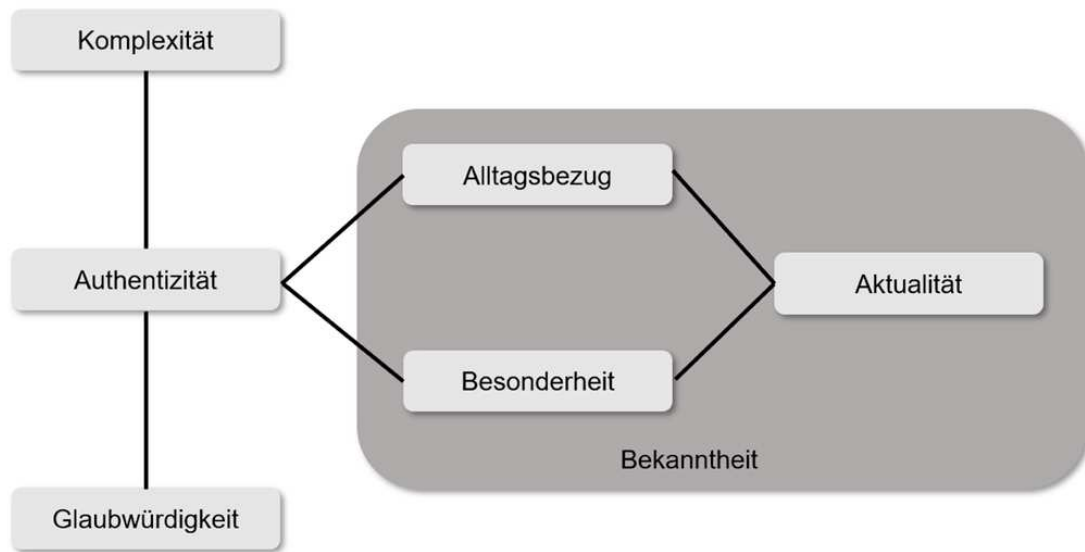 Komplexität
Alltagsbezug
Authentizität
Aktualität
Besonderheit
Bekanntheit
Glaubwürdigkeit